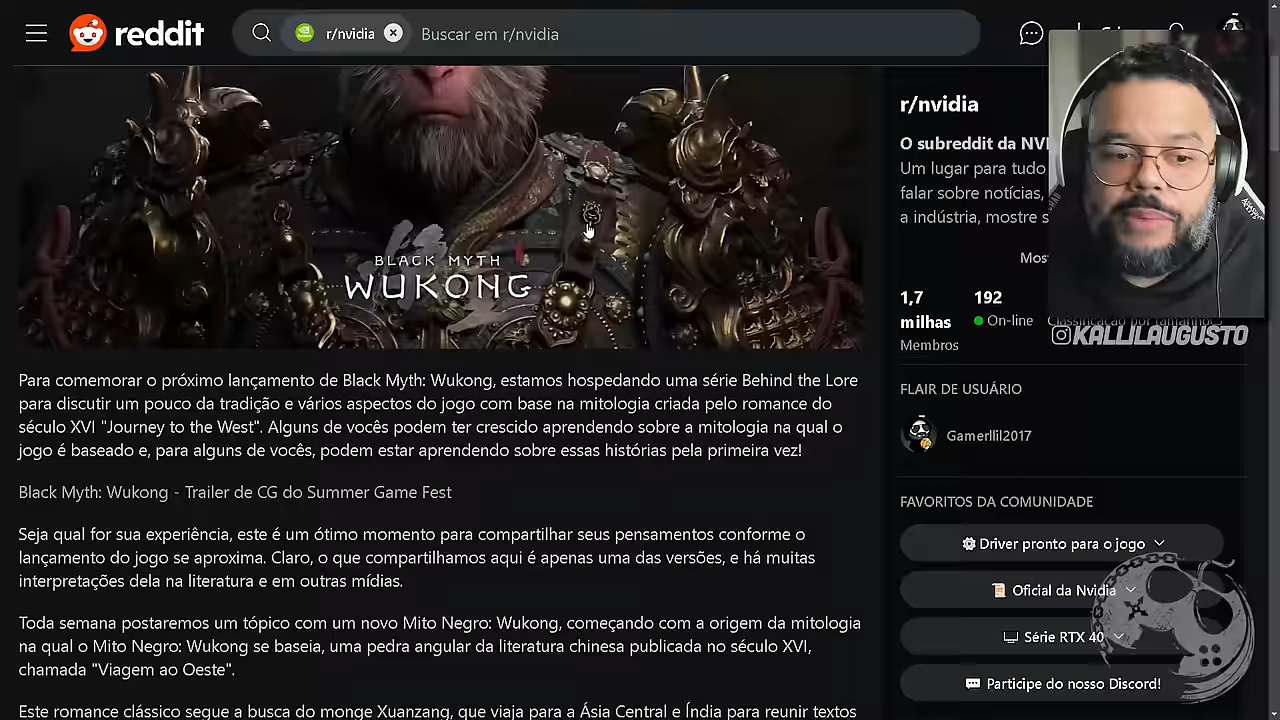 reddit
r/nvidia
Buscar em r/nvidia
BLACK MYTH
WUKONG
Para comemorar o próximo lançamento de Black Myth: Wukong, estamos hospedando uma série Behind the Lore
para discutir um pouco da tradição e vários aspectos do jogo com base na mitologia criada pelo romance do
século XVI "Journey to the West". Alguns de vocês podem ter crescido aprendendo sobre a mitologia na qual o
jogo é baseado e, para alguns de vocês, podem estar aprendendo sobre essas histórias pela primeira vez!
Black Myth: Wukong - Trailer de CG do Summer Game Fest
Seja qual for sua experiência, este é um ótimo momento para compartilhar seus pensamentos conforme o
lançamento do jogo se aproxima. Claro, o que compartilhamos aqui é apenas uma das versões, e há muitas
interpretações dela na literatura e em outras mídias.
Toda semana postaremos um tópico com um novo Mito Negro: Wukong, começando com a origem da mitologia
na qual o Mito Negro: Wukong se baseia, uma pedra angular da literatura chinesa publicada no século XVI,
chamada "Viagem ao Oeste".
Este romance clássico segue a busca do monge Xuanzang, que viaja para a Ásia Central e Índia para reunir textos
r/nvidia
O subreddit da
Um lugar para tudo
falar sobre notícias,
a indústria, mostre
1,7 milhas
Membros
192
On-line
Classificação por tamanho
KALLILAUGUSTO
FLAIR DE USUÁRIO
Gamerllil2017
FAVORITOS DA COMUNIDADE
Driver pronto para o jogo
Oficial da Nvidia
Série RTX 40
Participe do nosso Discord!